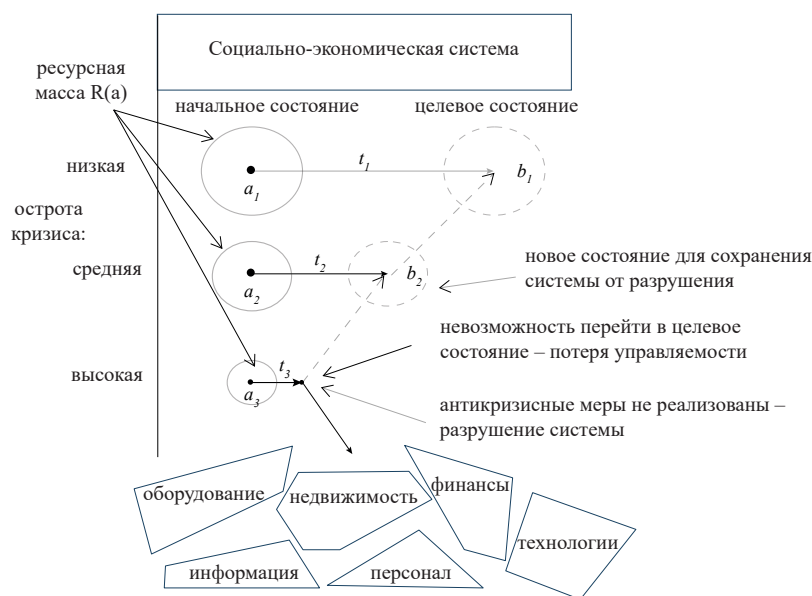 Социально-экономическая система
ресурсная
масса R(a)
начальное состояние
целевое состояние
низкая
t1
a1
b1
острота
кризиса:
средняя
t2
a2
b2
новое состояние для сохранения
системы от разрушения
невозможность перейти в целевое
состояние – потеря управляемости
высокая
t3
a3
антикризисные меры не реализованы –
разрушение системы
оборудование
недвижимость
финансы
технологии
информация
персонал